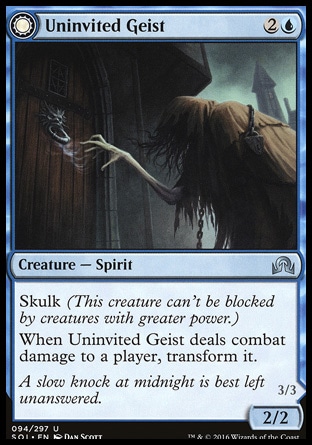 Uninvited Geist 2
Creature — Spirit
Skulk (This creature can't be blocked
by creatures with greater power.)
When Uninvited Geist deals combat
damage to a player, transform it.
A slow knock at midnight is best left
unanswered.
3/3
2/2
094/297 U
SOI • EN DAN SCOTT
™ & © 2016 Wizards of the Coast